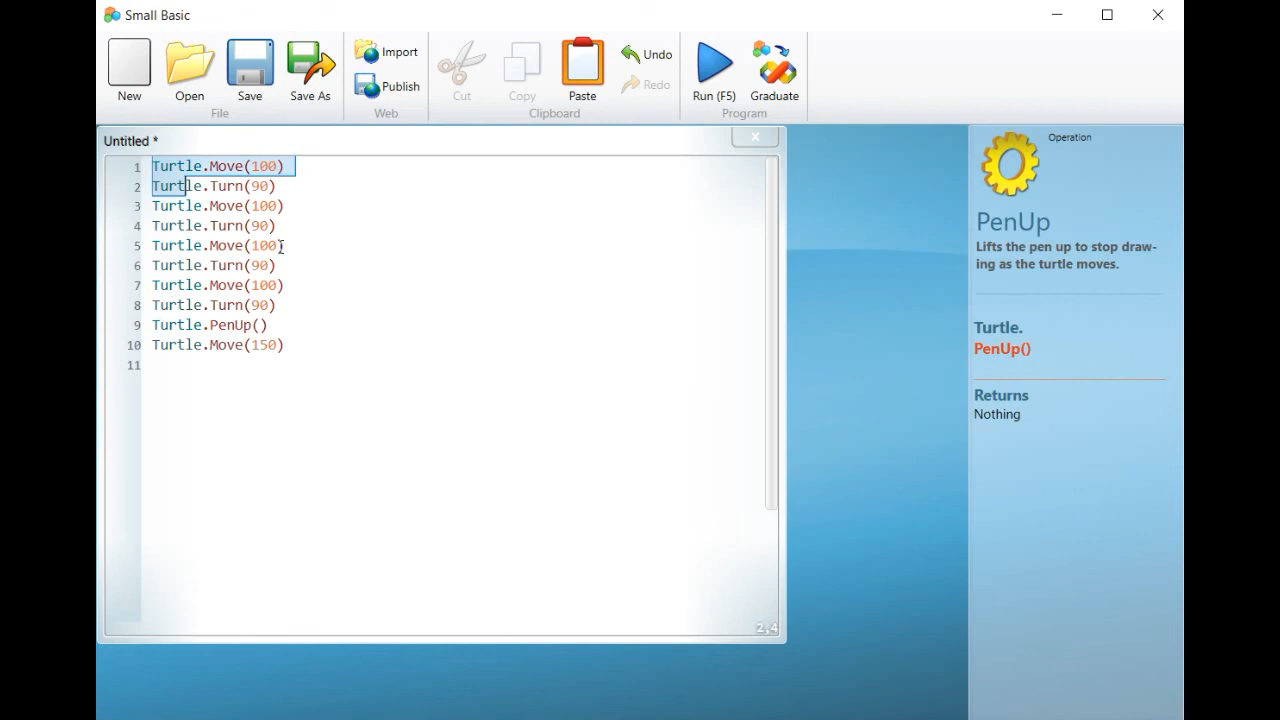 Small Basic
New
Open
Save
Save As
File
Import
Publish
Web
Cut
Copy
Paste
Undo
Redo
Clipboard
Run (F5)
Graduate
Program
Untitled *
1 Turtle.Move(100)
2 Turtle.Turn(90)
3 Turtle.Move(100)
4 Turtle.Turn(90)
5 Turtle.Move(100)
6 Turtle.Turn(90)
7 Turtle.Move(100)
8 Turtle.Turn(90)
9 Turtle.PenUp()
10 Turtle.Move(150)
11
2,4
Operation
PenUp
Lifts the pen up to stop draw-
ing as the turtle moves.
Turtle.
PenUp()
Returns
Nothing